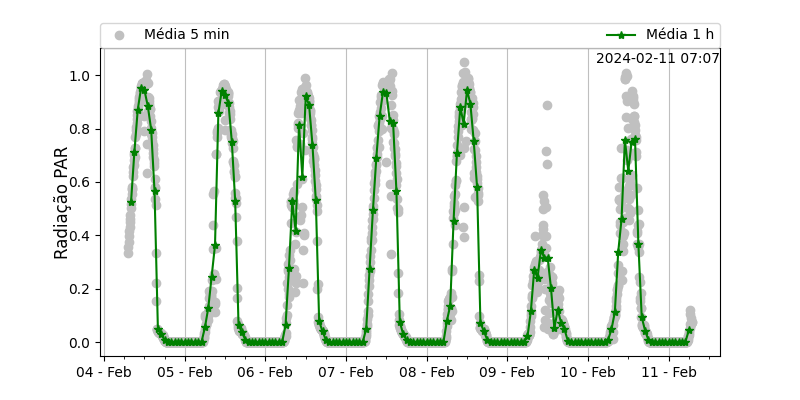 Média 5 min
Média 1 h
2024-02-11 07:07
Radiação PAR
1.0
0.8
0.6
0.4
0.2
0.0
04 - Feb
05 - Feb
06 - Feb
07 - Feb
08 - Feb
09 - Feb
10 - Feb
11 - Feb